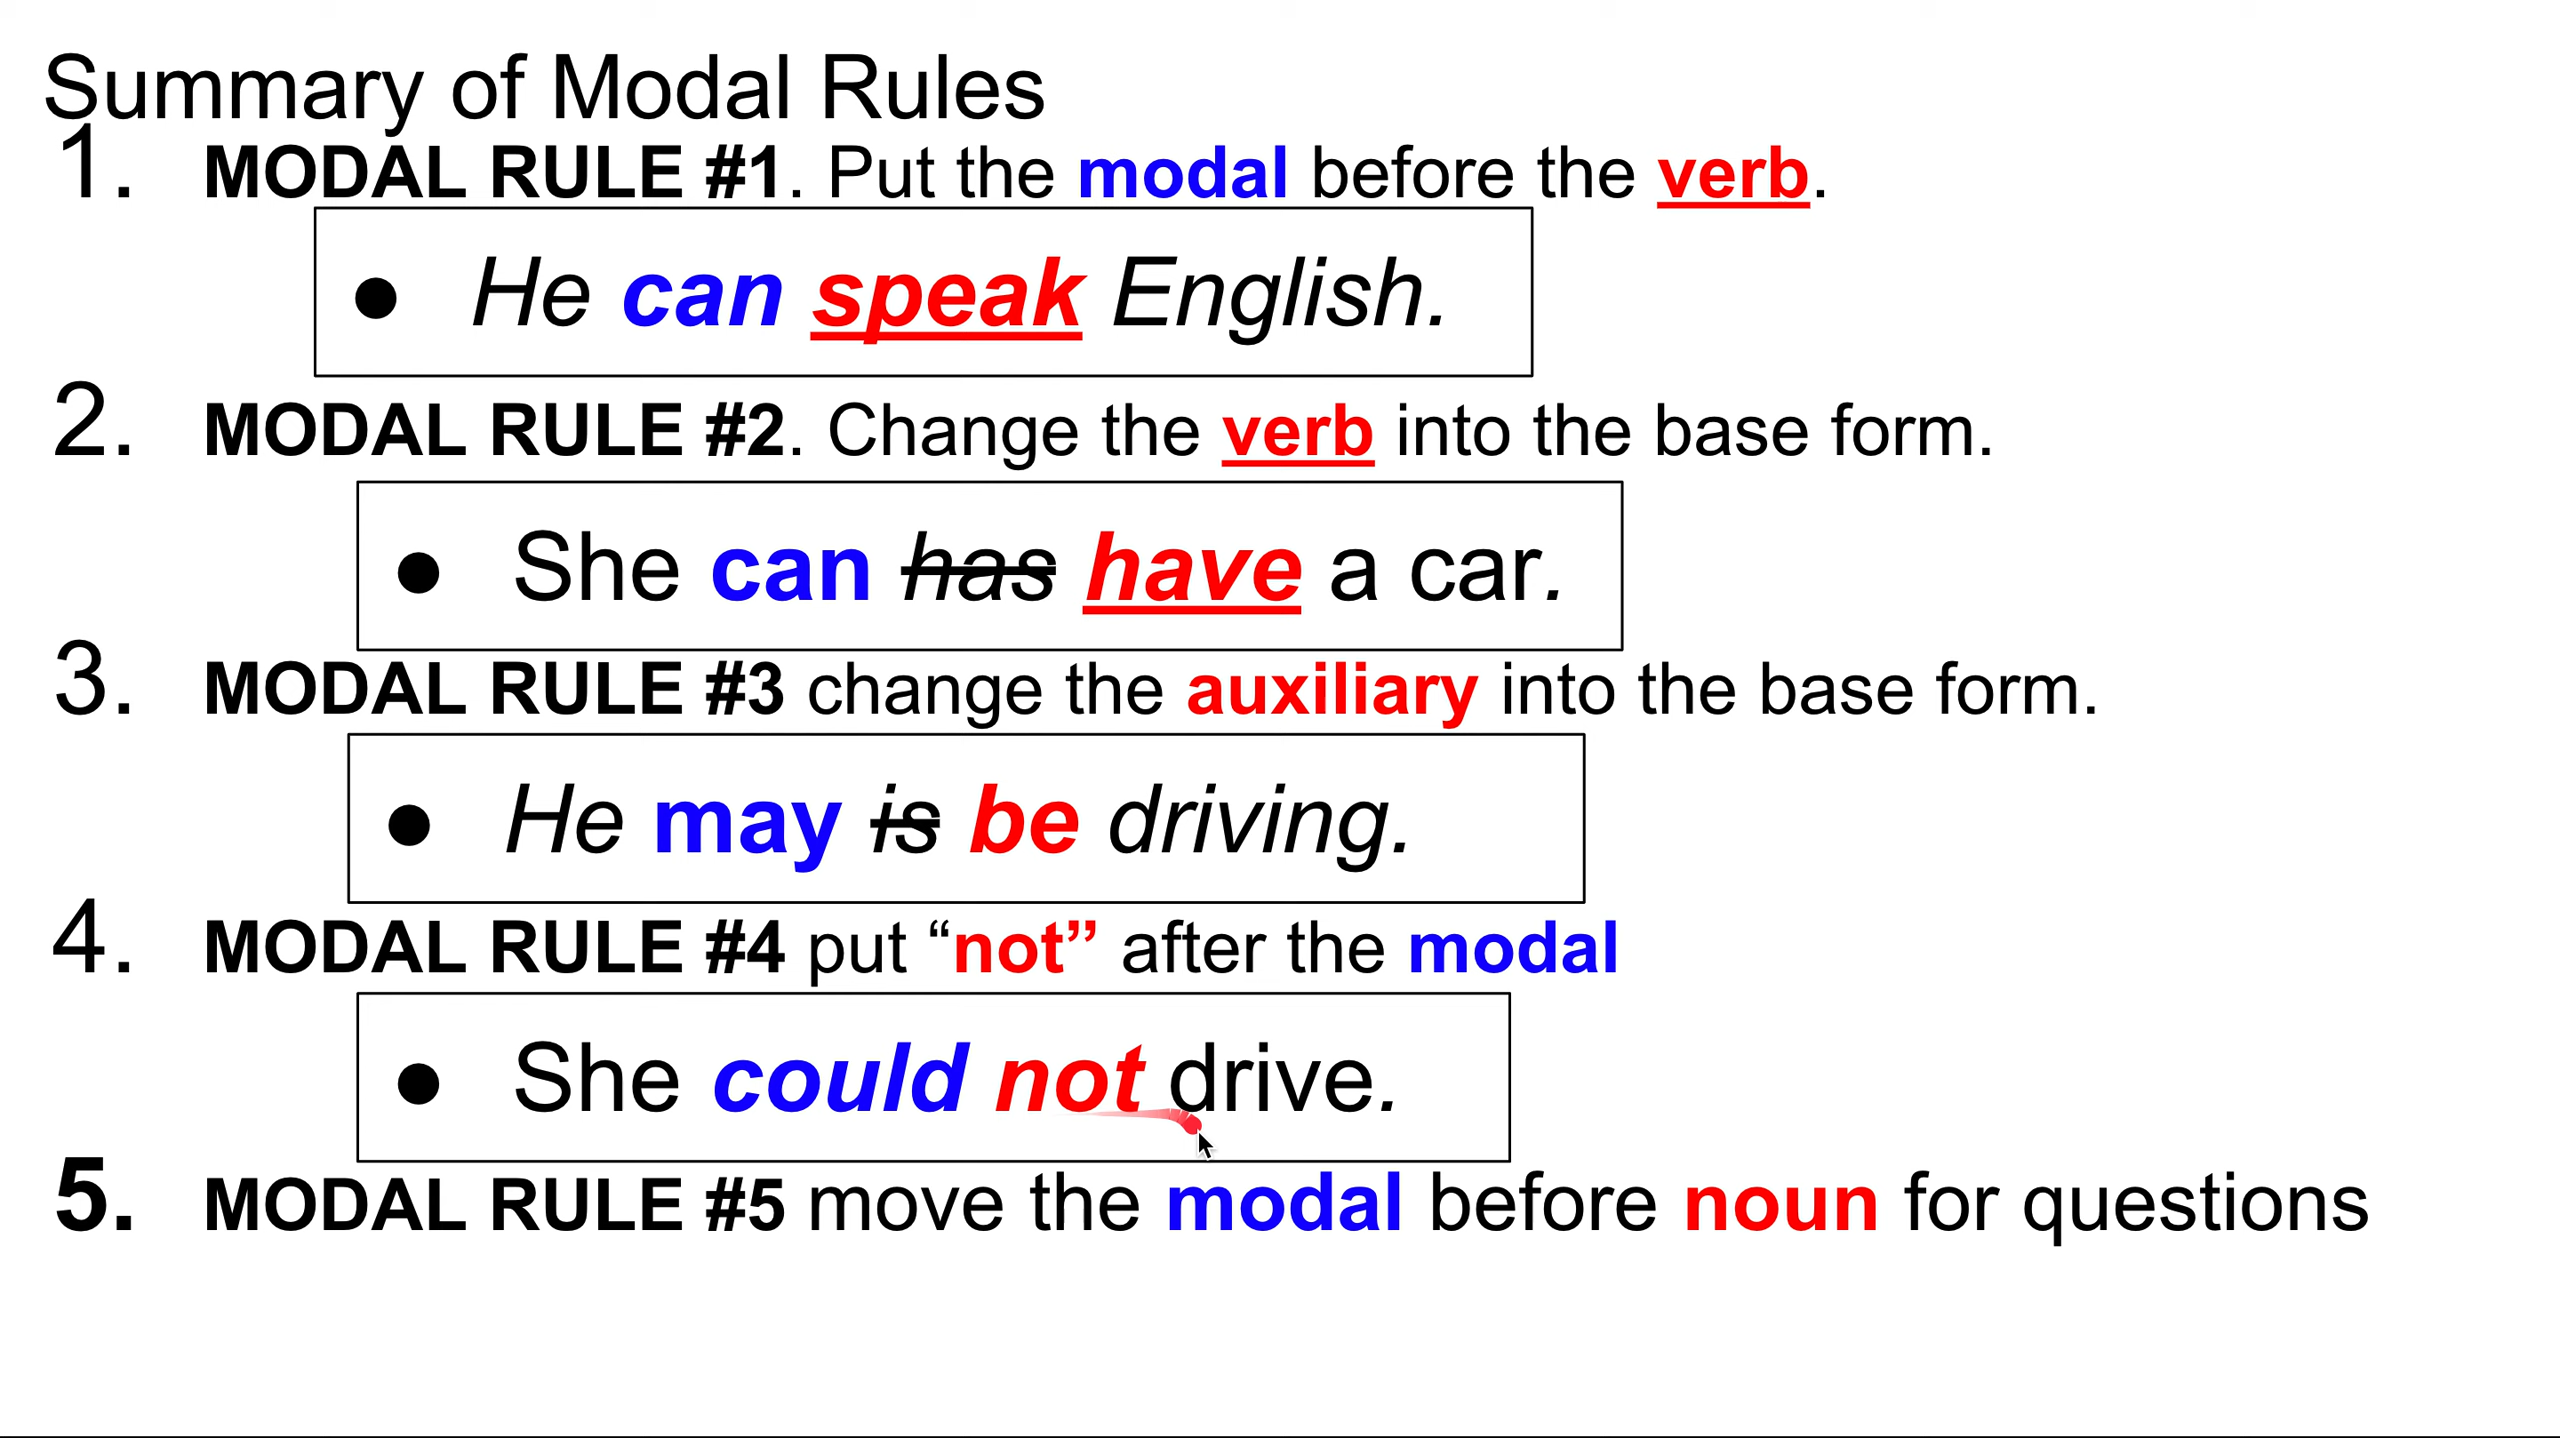 Summary of Modal Rules
1. MODAL RULE #1. Put the modal before the verb.
● He can speak English.
2. MODAL RULE #2. Change the verb into the base form.
● She can has have a car.
3. MODAL RULE #3 change the auxiliary into the base form.
● He may is be driving.
4. MODAL RULE #4 put “not” after the modal
● She could not drive.
5. MODAL RULE #5 move the modal before noun for questions